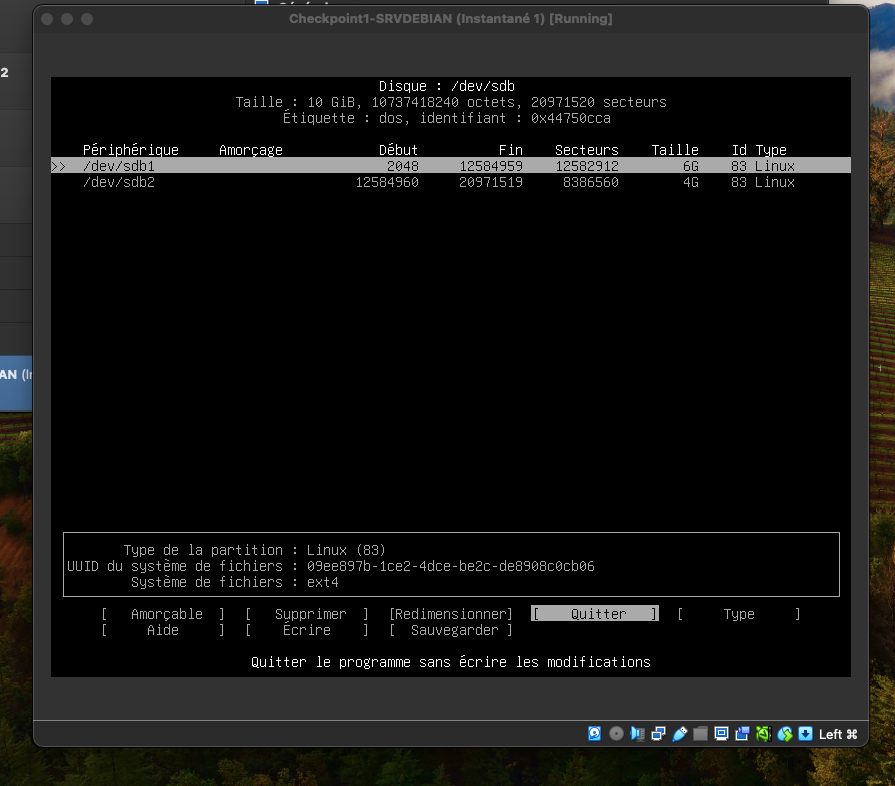 Checkpoint1-SRVDEBIAN (Instantané 1) [Running]
2
Disque : /dev/sdb
Taille : 10 GiB, 10737418240 octets, 20971520 secteurs
Étiquette : dos, identifiant : 0x44750cca
Périphérique Amorçage Début Fin Secteurs Taille Id Type
>> /dev/sdb1 2048 12584959 12582912 6G 83 Linux
/dev/sdb2 12584960 20971519 8386560 4G 83 Linux
AN (In
Type de la partition : Linux (83)
UUID du système de fichiers : 09ee897b-1ce2-4dce-be2c-de8908c0cb06
Système de fichiers : ext4
[ Amorçable ] [ Supprimer ] [Redimensionner] [ Quitter ] [ Type ]
[ Aide ] [ Écrire ] [ Sauvegarder ]
Quitter le programme sans écrire les modifications
Left ⌘